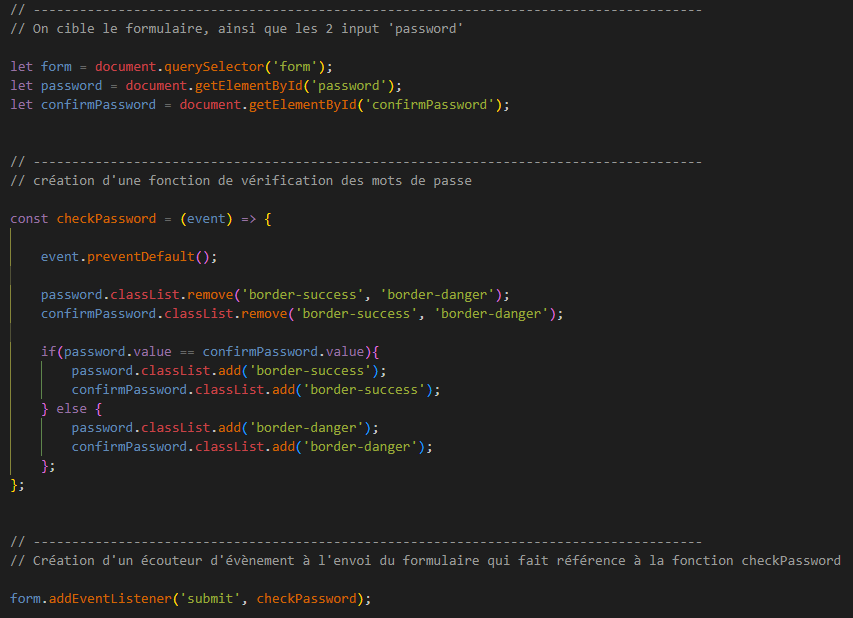 // ---------------------------------------------------------------------------------------
// On cible le formulaire, ainsi que les 2 input 'password'
let form = document.querySelector('form');
let password = document.getElementById('password');
let confirmPassword = document.getElementById('confirmPassword');
// ---------------------------------------------------------------------------------------
// création d'une fonction de vérification des mots de passe
const checkPassword = (event) => {
event.preventDefault();
password.classList.remove('border-success', 'border-danger');
confirmPassword.classList.remove('border-success', 'border-danger');
if(password.value == confirmPassword.value){
password.classList.add('border-success');
confirmPassword.classList.add('border-success');
} else {
password.classList.add('border-danger');
confirmPassword.classList.add('border-danger');
};
};
// ---------------------------------------------------------------------------------------
// Création d'un écouteur d'évènement à l'envoi du formulaire qui fait référence à la fonction checkPassword
form.addEventListener('submit', checkPassword);